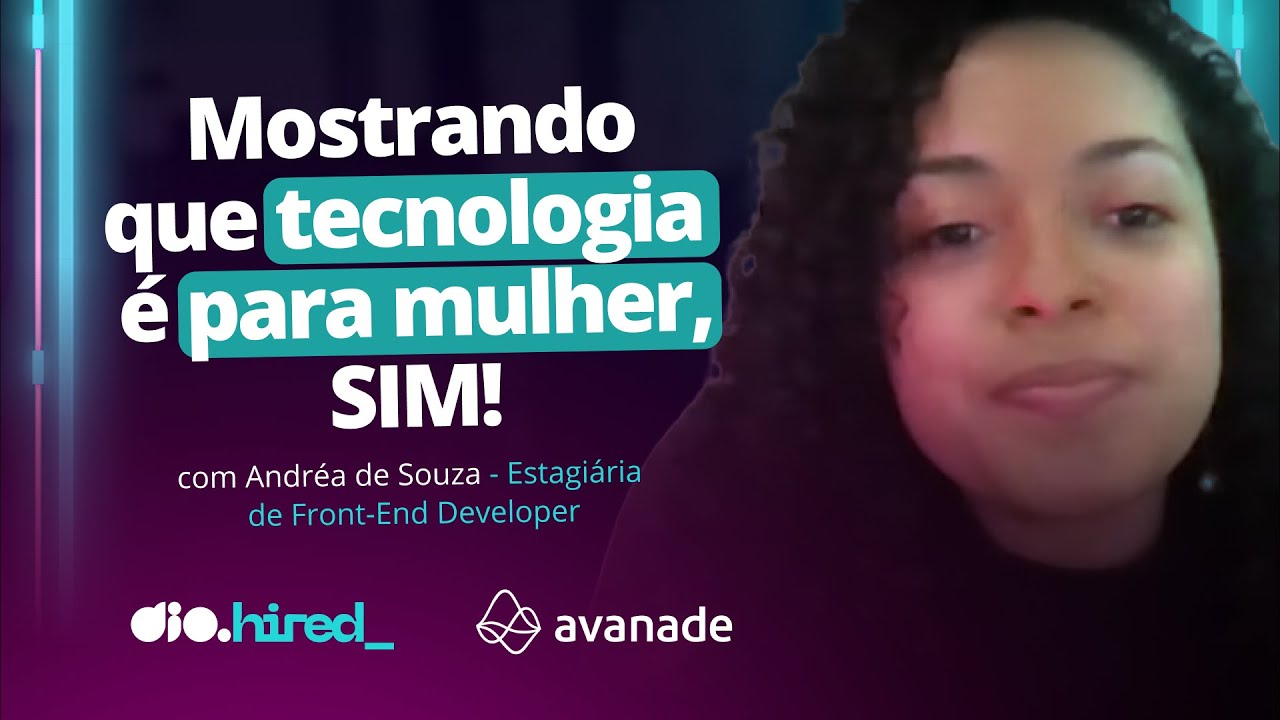 Mostrando
que tecnologia
é para mulher,
SIM!
com Andréa de Souza - Estagiária
de Front-End Developer
dio.hired_
avanade